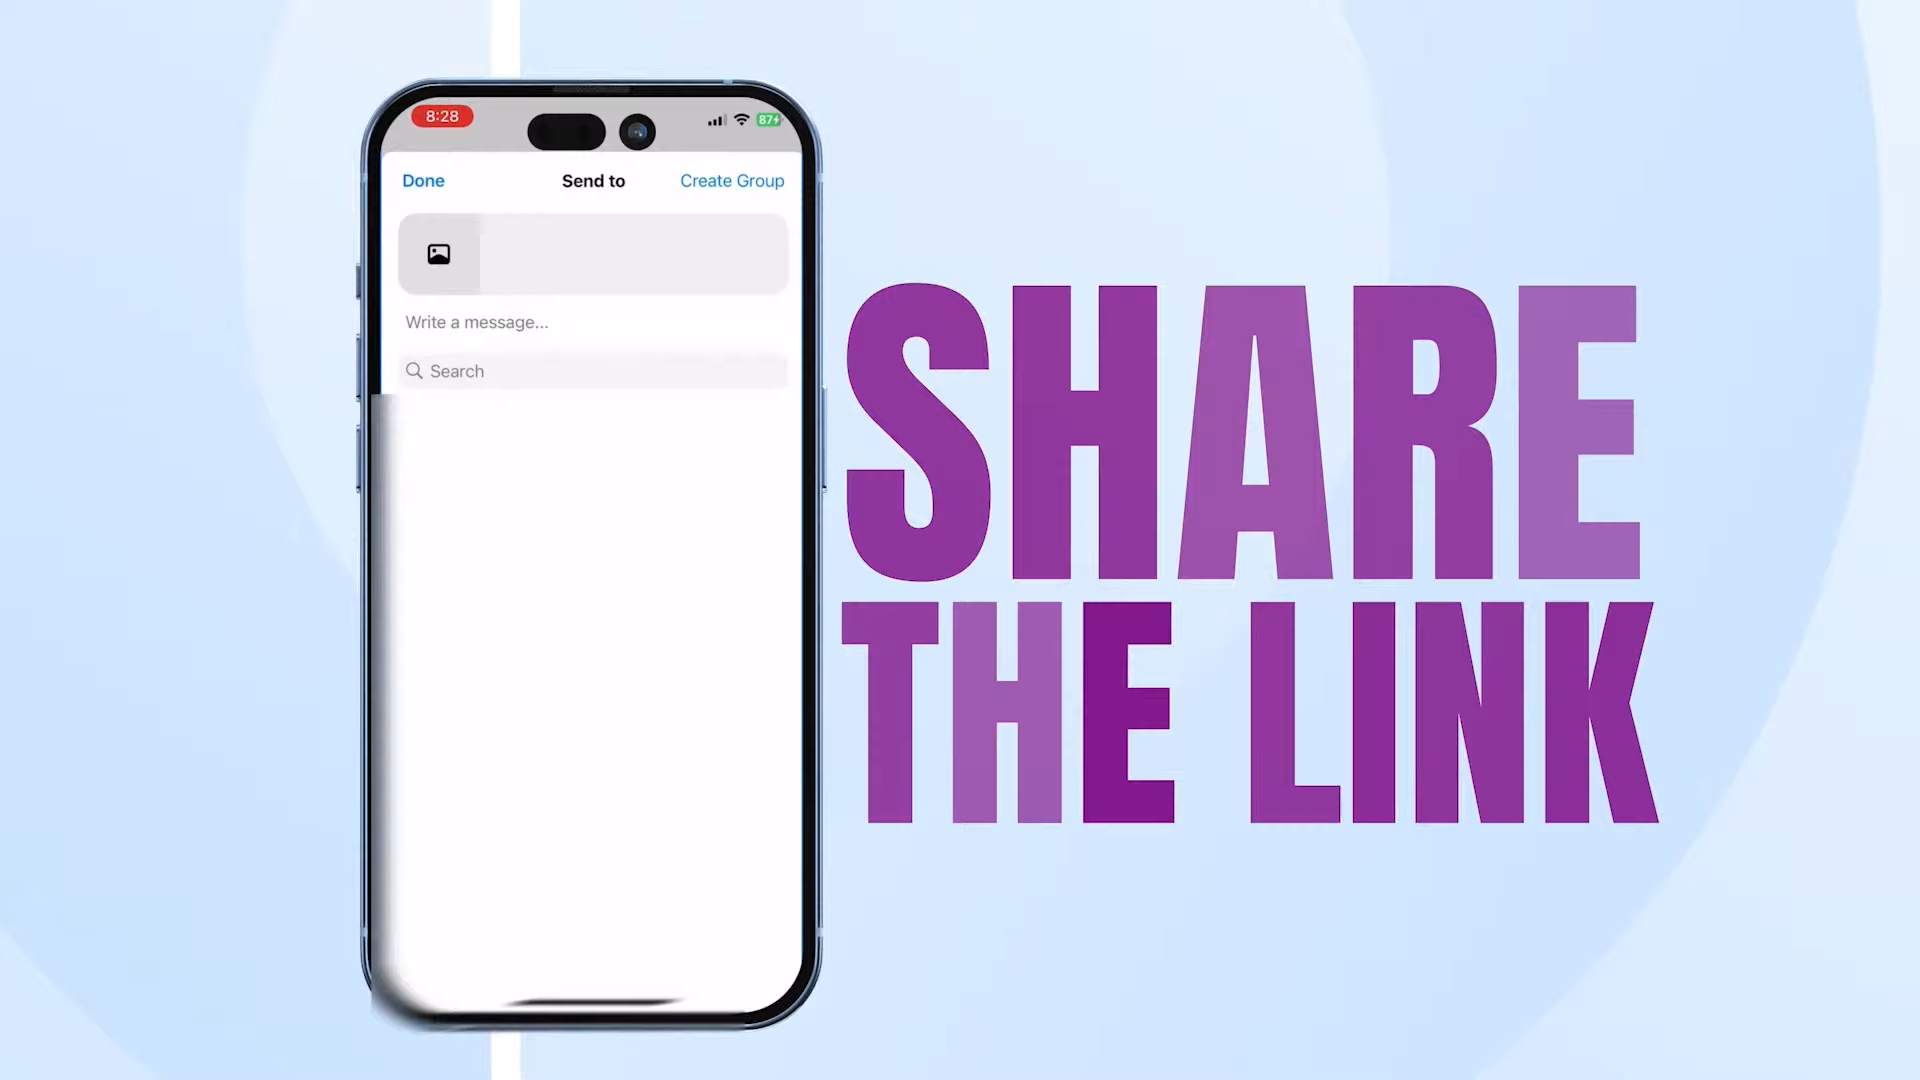 8:28
87
Done
Send to
Create Group
Write a message...
Search
SHARE
THE LINK